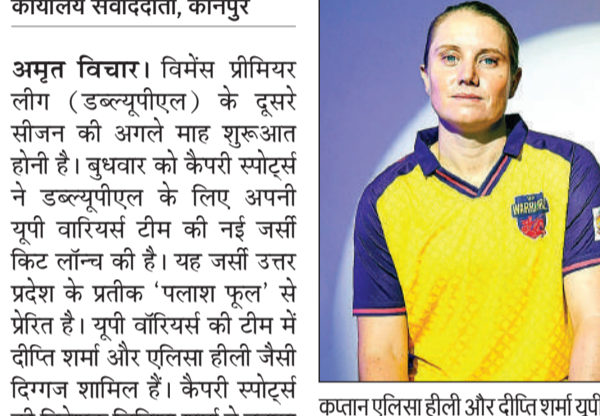 कार्यालय संवाददाता, कानपुर
अमृत विचार। विमेंस प्रीमियर
लीग (डब्ल्यूपीएल) के दूसरे
सीजन की अगले माह शुरूआत
होनी है। बुधवार को कैपरी स्पोर्ट्स
ने डब्ल्यूपीएल के लिए अपनी
यूपी वारियर्स टीम की नई जर्सी
किट लॉन्च की है। यह जर्सी उत्तर
प्रदेश के प्रतीक ‘पलाश फूल’ से
प्रेरित है। यूपी वॉरियर्स की टीम में
दीप्ति शर्मा और एलिसा हीली जैसी
दिग्गज शामिल हैं। कैपरी स्पोर्ट्स
कप्तान एलिसा हीली और दीप्ति शर्मा यूपी